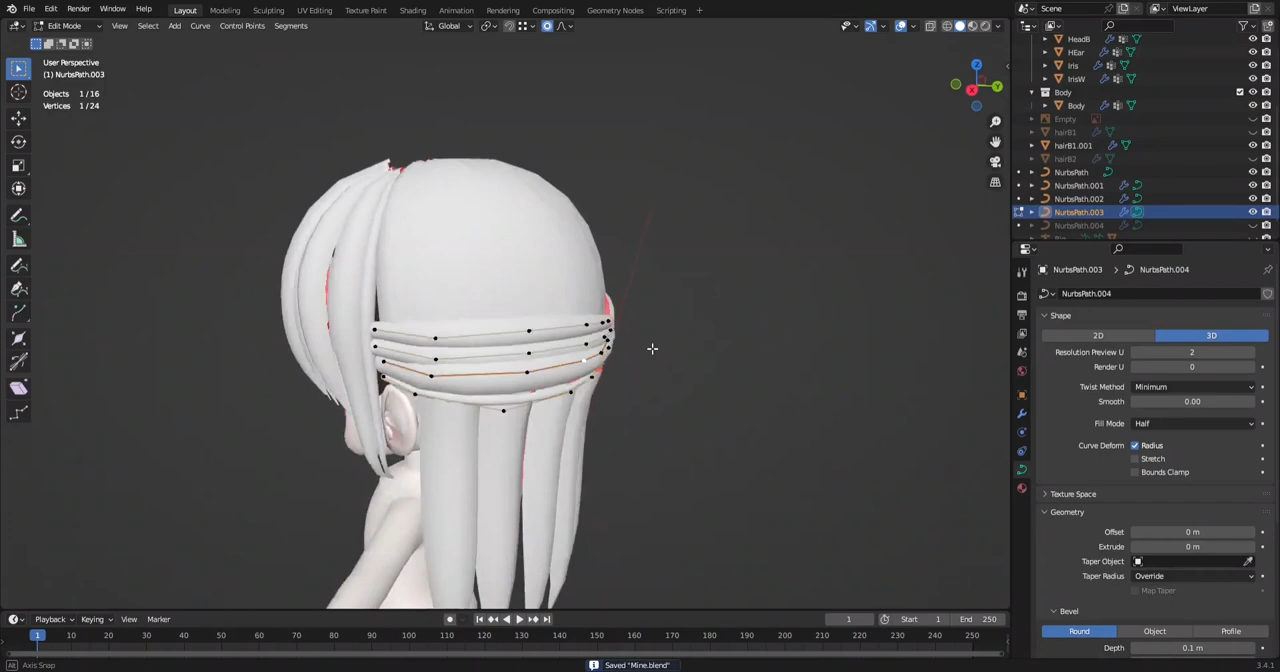 File Edit Render Window Help Layout Modeling Sculpting UV Editing Texture Paint Shading Animation Rendering Compositing Geometry Nodes Scripting Scene ViewLayer
Edit Mode View Select Add Curve Control Points Segments Global
User Perspective
(1) NurbsPath.003
Objects 1/16
Vertices 1/24
Z
Y
X
HeadB
HEar
Iris
IrisW
Body
Body
Empty
hairB1
hairB1.001
hairB2
NurbsPath
NurbsPath.001
NurbsPath.002
NurbsPath.003
NurbsPath.004
NurbsPath.003 NurbsPath.004
NurbsPath.004
Shape
2D 3D
Resolution Preview U 2
Render U 0
Twist Method Minimum
Smooth 0.00
Fill Mode Half
Curve Deform Radius
Stretch
Bounds Clamp
Texture Space
Geometry
Offset 0 m
Extrude 0 m
Taper Object
Taper Radius Override
Map Taper
Bevel
Round Object Profile
Depth 0.1 m
Playback Keying View Marker 1 Start 1 End 250
1 10 20 30 40 50 60 70 80 90 100 110 120 130 140 150 160 170 180 190 200 210 220 230 240 250
Alt Axis Snap Saved "Mine.blend" 3.4.1